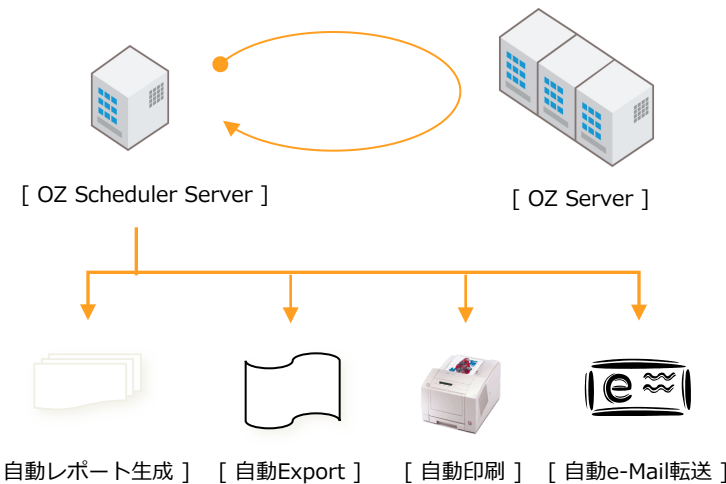 [ OZ Scheduler Server ]
[ OZ Server ]
自動レポート生成 ]
[ 自動Export ]
[ 自動印刷 ]
[ 自動e-Mail転送 ]
e